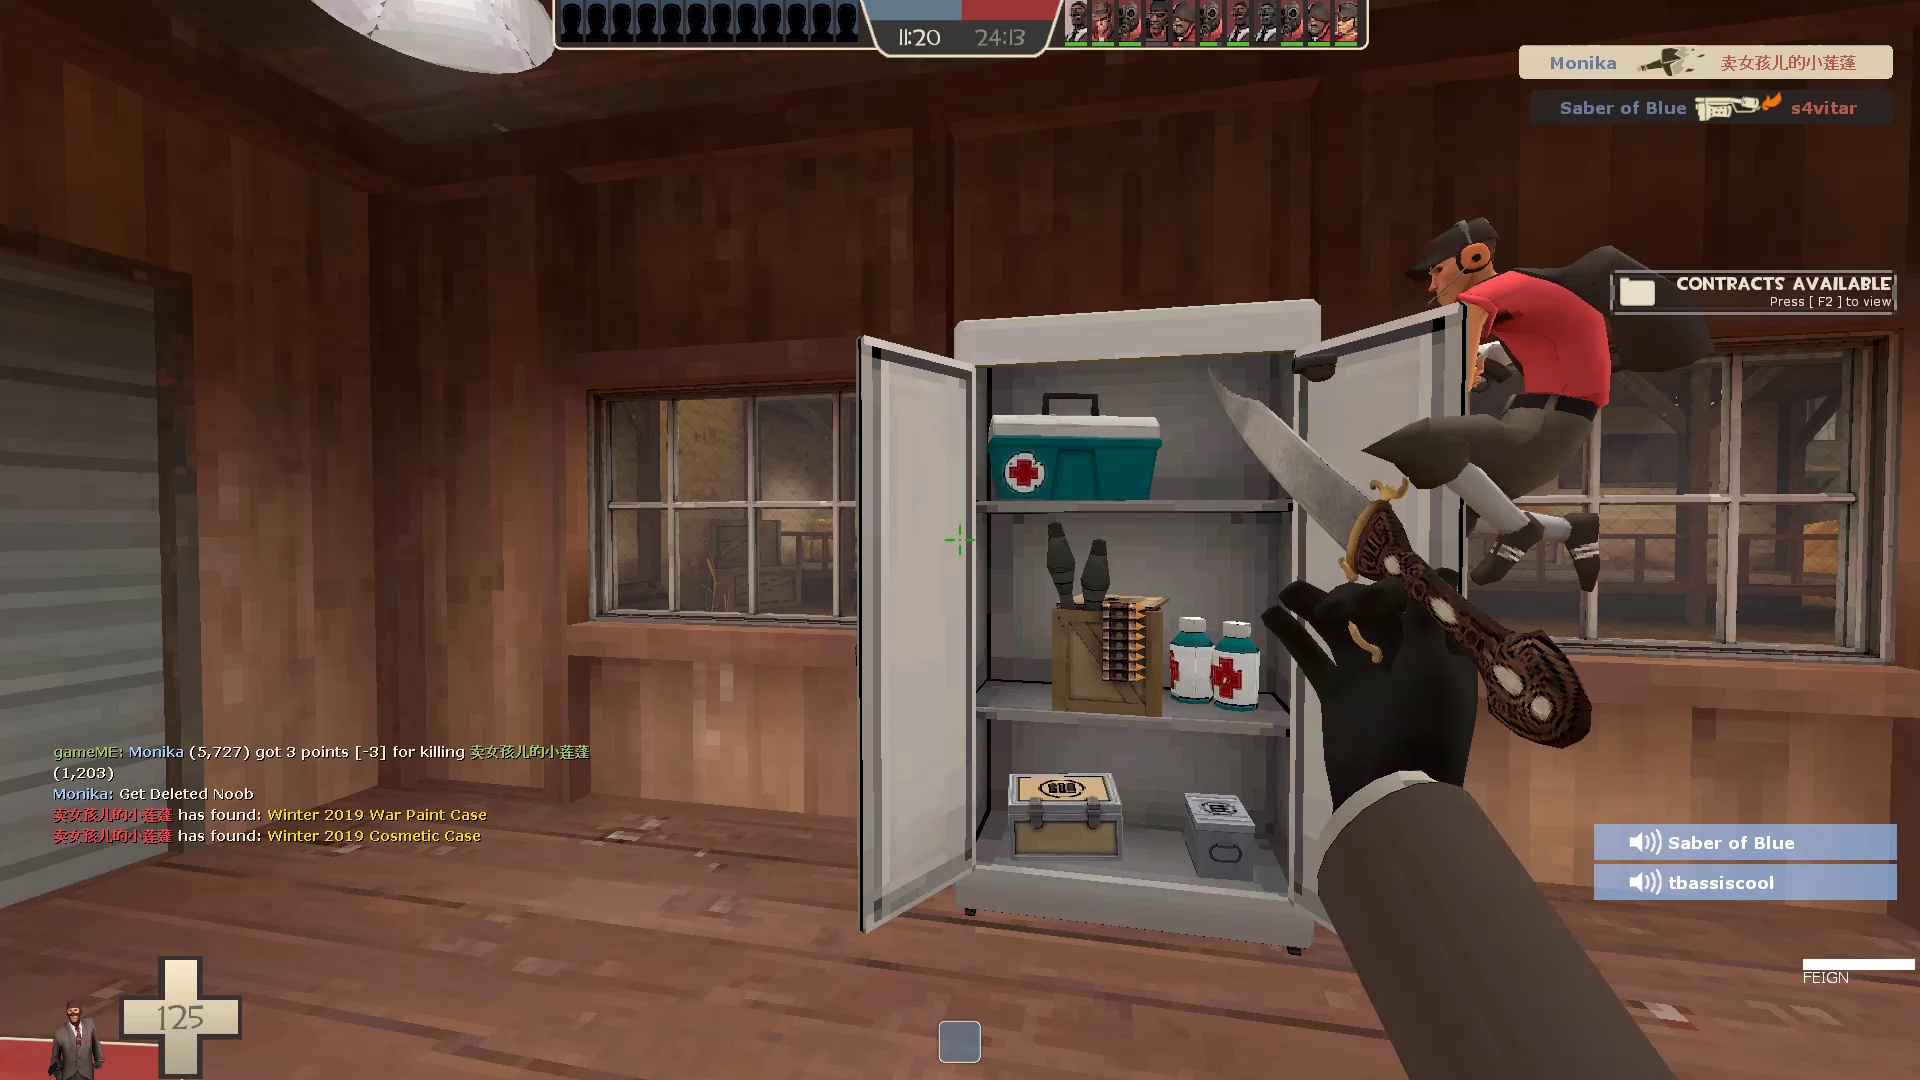 11:20 24:13
Monika 卖女孩儿的小莲蓬
Saber of Blue s4vitar
CONTRACTS AVAILABLE
Press [ F2 ] to view
gameME: Monika (5,727) got 3 points [-3] for killing 卖女孩儿的小莲蓬
(1,203)
Monika: Get Deleted Noob
卖女孩儿的小莲蓬 has found: Winter 2019 War Paint Case
卖女孩儿的小莲蓬 has found: Winter 2019 Cosmetic Case
Saber of Blue
tbassiscool
FEIGN
125